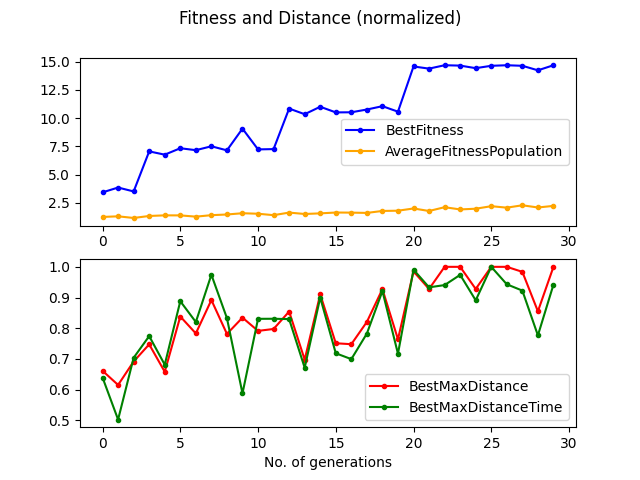 Fitness and Distance (normalized)
15.0
12.5
10.0
7.5
5.0
2.5
BestFitness
AverageFitnessPopulation
0 5 10 15 20 25 30
1.0
0.9
0.8
0.7
0.6
0.5
BestMaxDistance
BestMaxDistanceTime
0 5 10 15 20 25 30
No. of generations